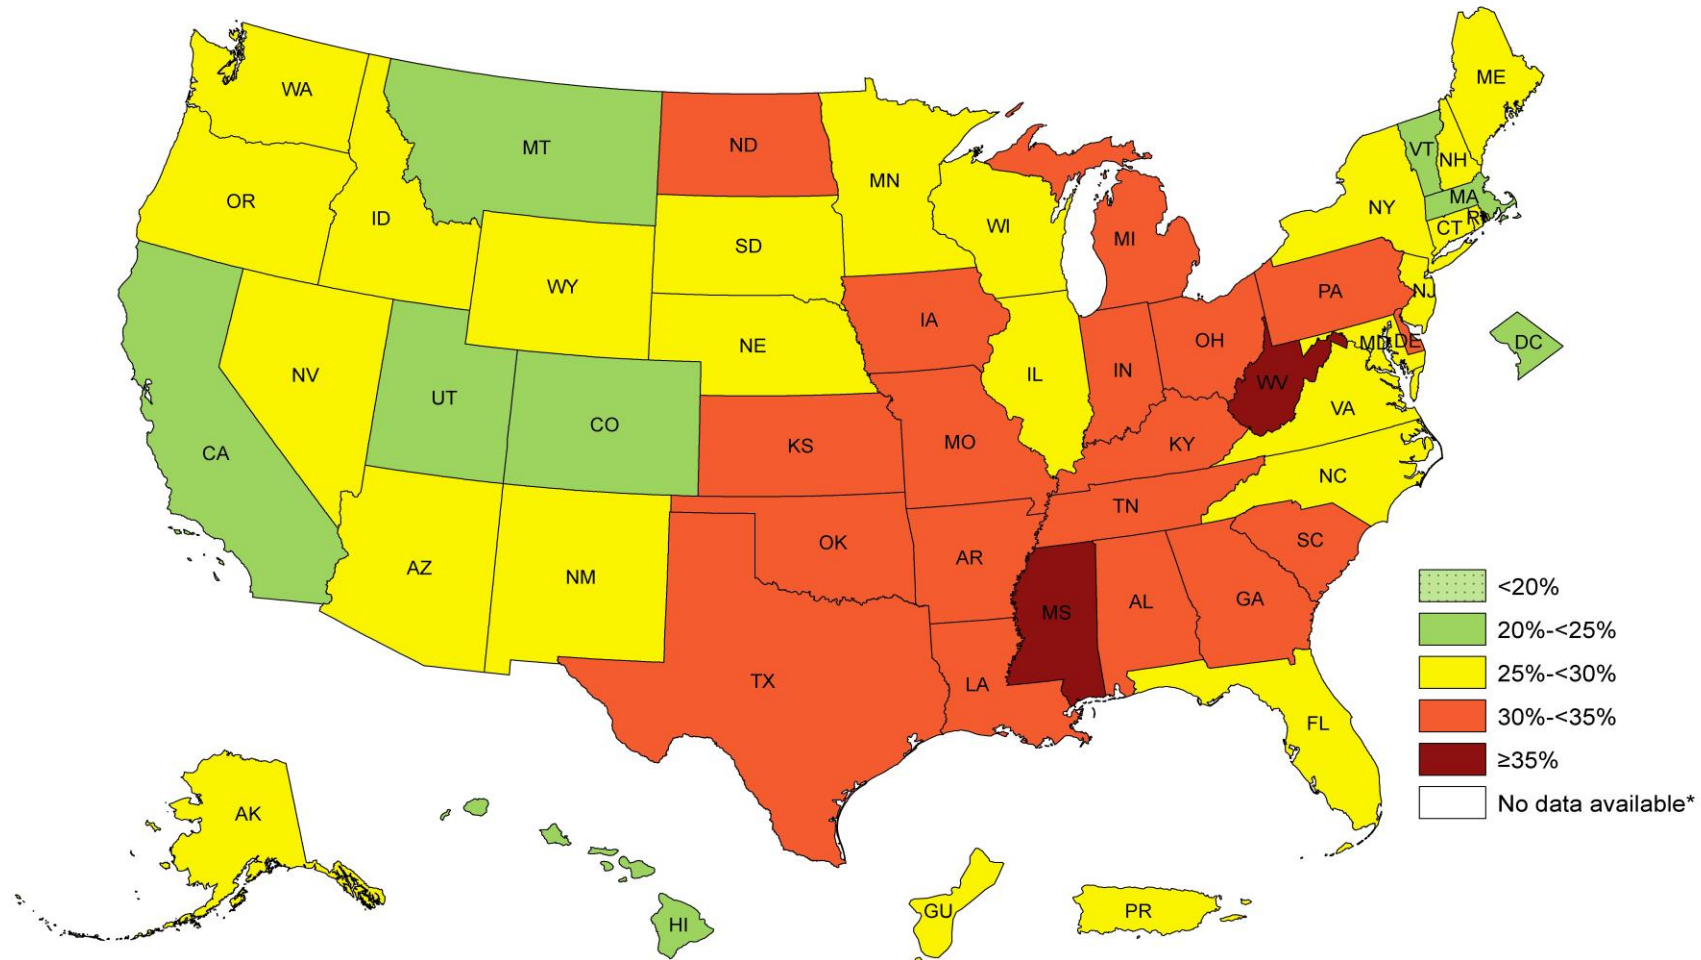 ME
WA
MT
ND
VT
NH
MN
MA
OR
NY
ID
WI
CT
RI
SD
MI
WY
PA
NJ
IA
NE
OH
MD
DE
DC
IN
NV
IL
WV
UT
VA
CO
KS
MO
KY
CA
NC
TN
OK
SC
AR
AZ
NM
GA
AL
MS
TX
LA
FL
AK
GU
PR
HI
<20%
20%-<25%
25%-<30%
30%-<35%
≥35%
No data available*